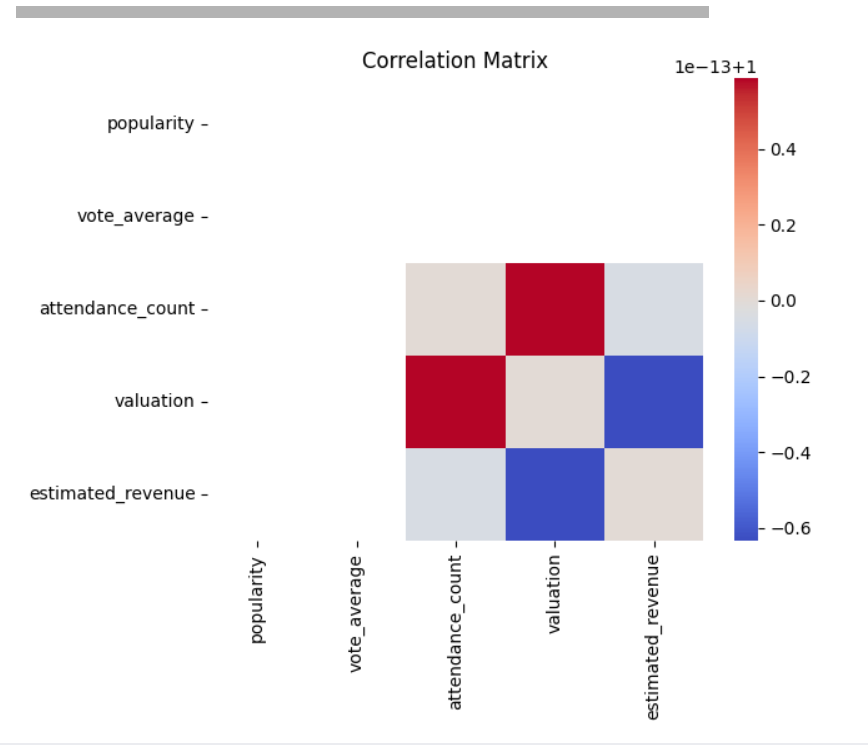 Correlation Matrix
1e−13+1
popularity
vote_average
attendance_count
valuation
estimated_revenue
0.4
0.2
0.0
−0.2
−0.4
−0.6
popularity
vote_average
attendance_count
valuation
estimated_revenue